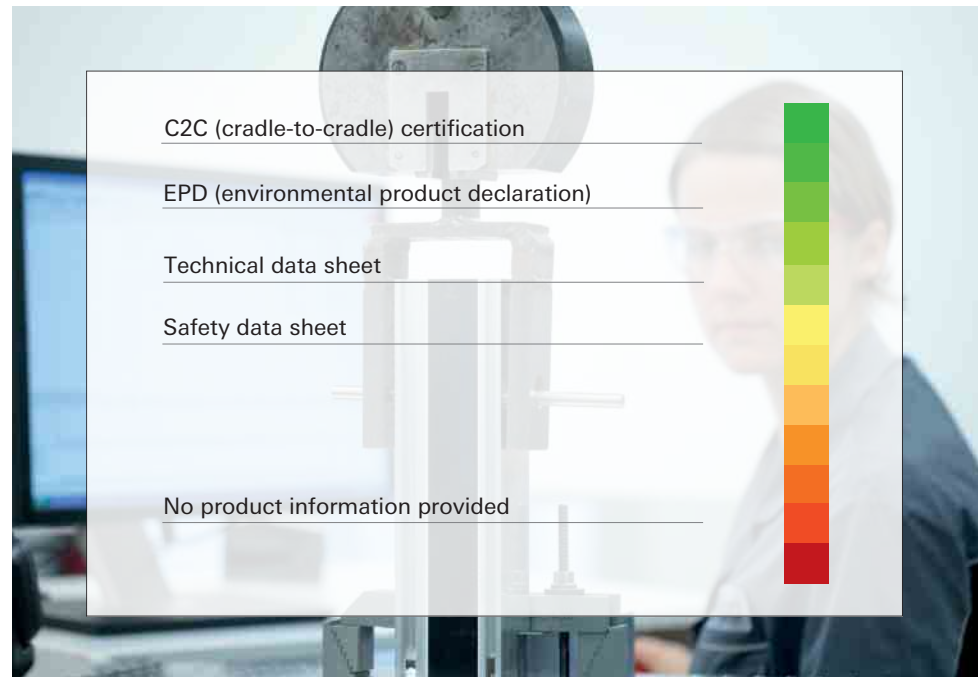 C2C (cradle-to-cradle) certification
EPD (environmental product declaration)
Technical data sheet
Safety data sheet
No product information provided